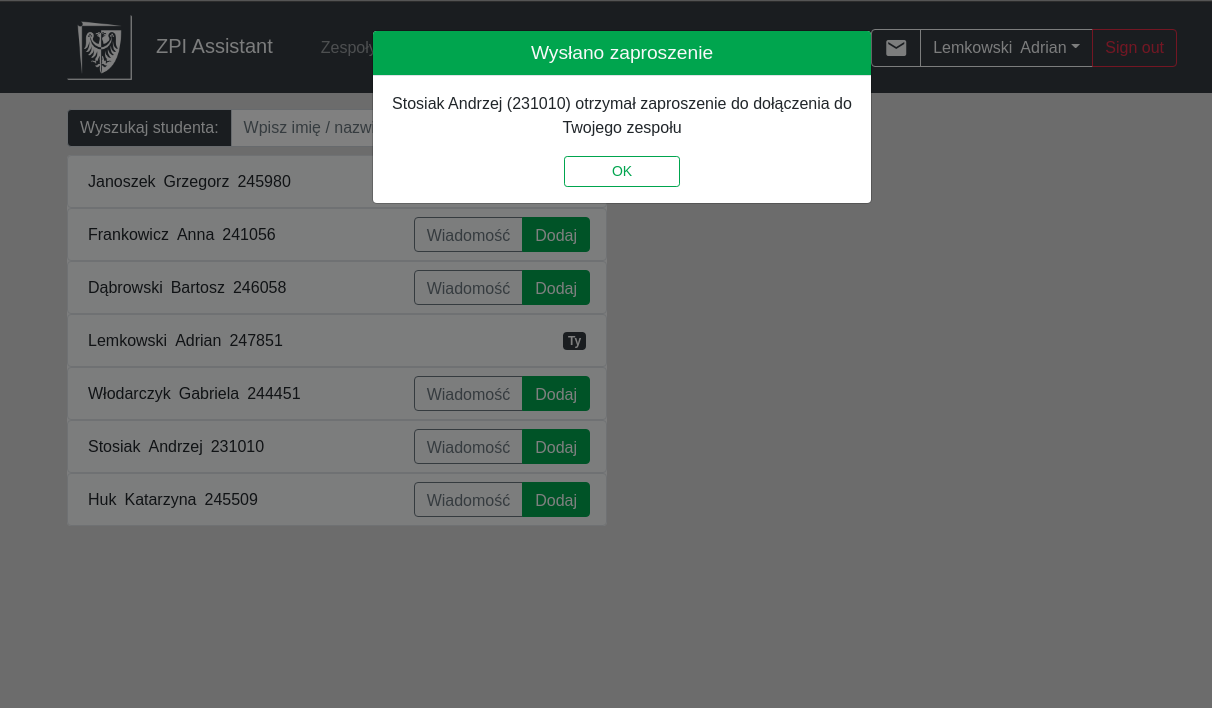 ZPI Assistant
Zespoły
Lemkowski Adrian
Sign out
Wysłano zaproszenie
Stosiak Andrzej (231010) otrzymał zaproszenie do dołączenia do
Twojego zespołu
OK
Wyszukaj studenta:
Wpisz imię /
Janoszek Grzegorz 245980
Frankowicz Anna 241056 Wiadomość Dodaj
Dąbrowski Bartosz 246058 Wiadomość Dodaj
Lemkowski Adrian 247851 Ty
Włodarczyk Gabriela 244451 Wiadomość Dodaj
Stosiak Andrzej 231010 Wiadomość Dodaj
Huk Katarzyna 245509 Wiadomość Dodaj